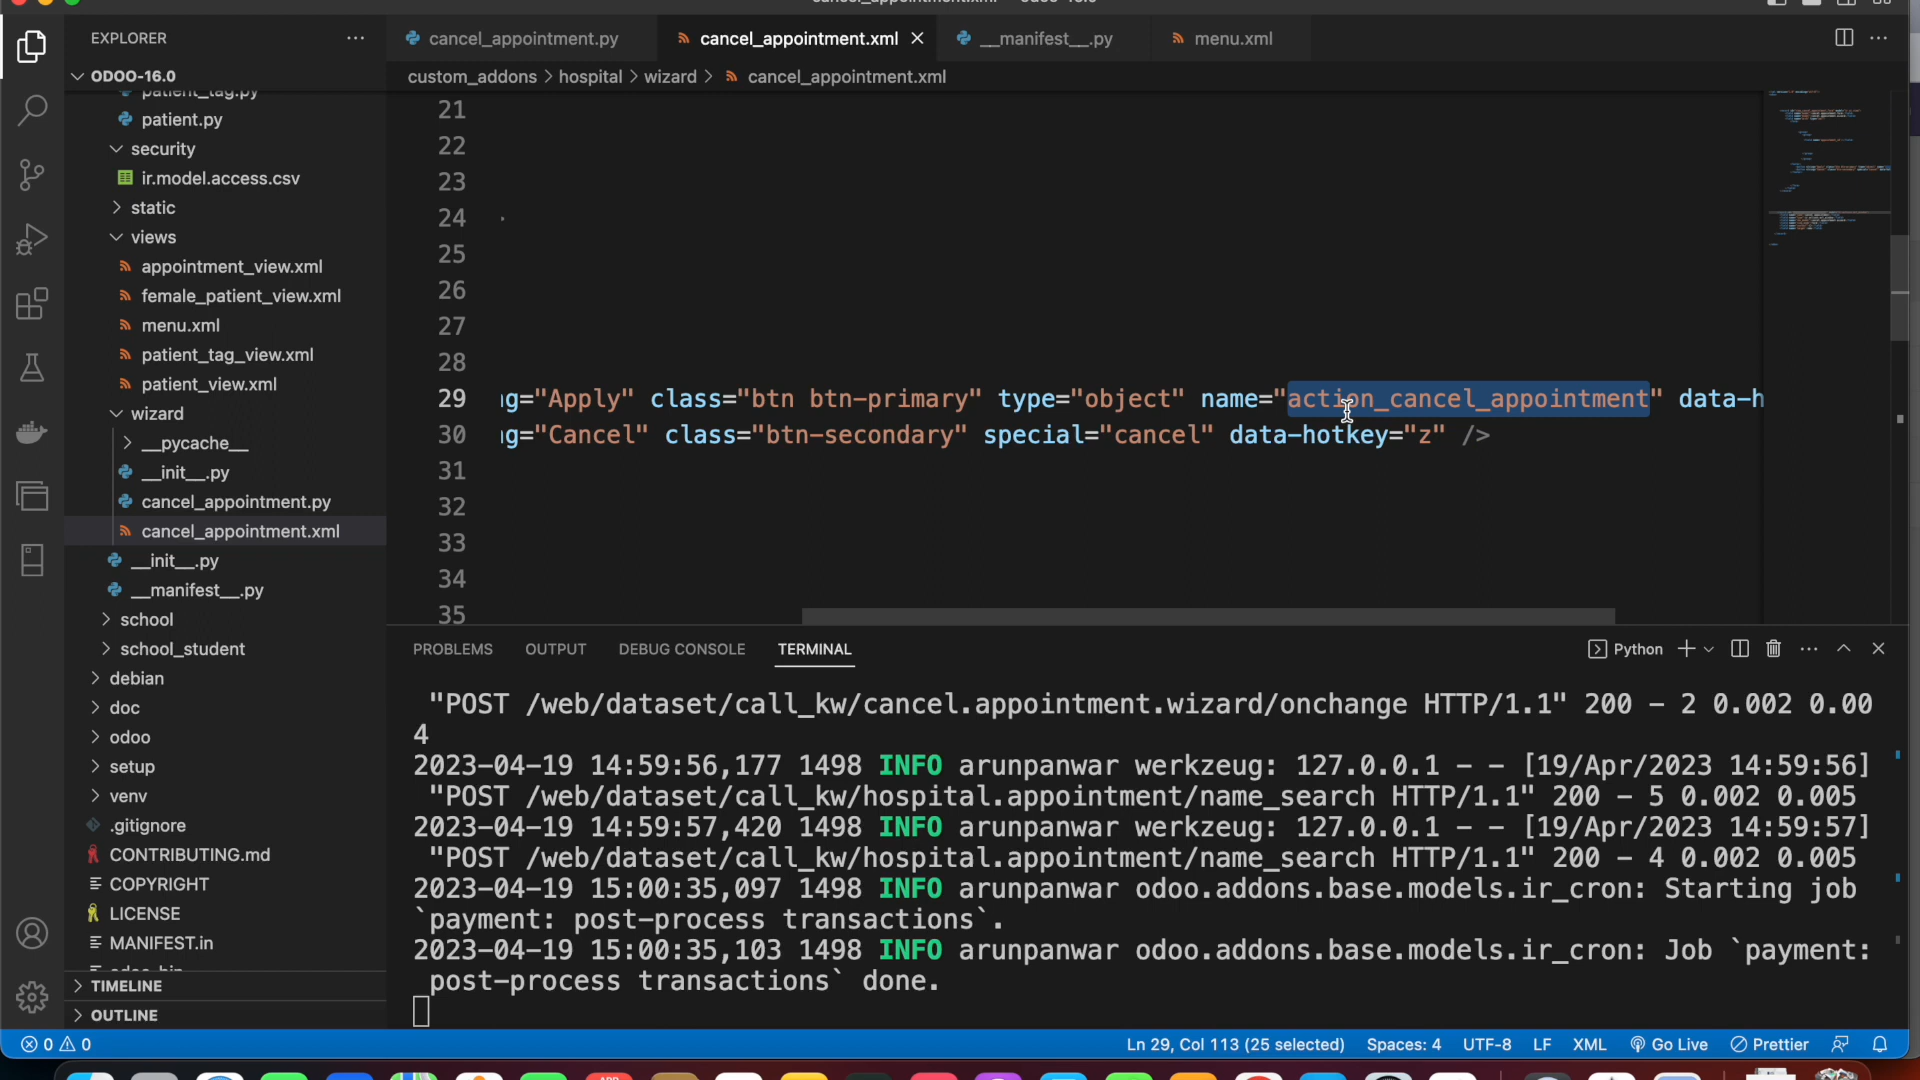 EXPLORER
ODOO-16.0
patient_tag.py
patient.py
security
ir.model.access.csv
static
views
appointment_view.xml
female_patient_view.xml
menu.xml
patient_tag_view.xml
patient_view.xml
wizard
__pycache__
__init__.py
cancel_appointment.py
cancel_appointment.xml
__init__.py
__manifest__.py
school
school_student
debian
doc
odoo
setup
venv
.gitignore
CONTRIBUTING.md
COPYRIGHT
LICENSE
MANIFEST.in
TIMELINE
OUTLINE
cancel_appointment.py
cancel_appointment.xml
__manifest__.py
menu.xml
custom_addons > hospital > wizard > cancel_appointment.xml
21
22
23
24
25
26
27
28
29 ng="Apply" class="btn btn-primary" type="object" name="action_cancel_appointment" data-h
30 ng="Cancel" class="btn-secondary" special="cancel" data-hotkey="z" />
31
32
33
34
35
PROBLEMS OUTPUT DEBUG CONSOLE TERMINAL
Python
"POST /web/dataset/call_kw/cancel.appointment.wizard/onchange HTTP/1.1" 200 - 2 0.002 0.00
4
2023-04-19 14:59:56,177 1498 INFO arunpanwar werkzeug: 127.0.0.1 - - [19/Apr/2023 14:59:56]
"POST /web/dataset/call_kw/hospital.appointment/name_search HTTP/1.1" 200 - 5 0.002 0.005
2023-04-19 14:59:57,420 1498 INFO arunpanwar werkzeug: 127.0.0.1 - - [19/Apr/2023 14:59:57]
"POST /web/dataset/call_kw/hospital.appointment/name_search HTTP/1.1" 200 - 4 0.002 0.005
2023-04-19 15:00:35,097 1498 INFO arunpanwar odoo.addons.base.models.ir_cron: Starting job
`payment: post-process transactions`.
2023-04-19 15:00:35,103 1498 INFO arunpanwar odoo.addons.base.models.ir_cron: Job `payment:
post-process transactions` done.
0 0
Ln 29, Col 113 (25 selected) Spaces: 4 UTF-8 LF XML Go Live Prettier